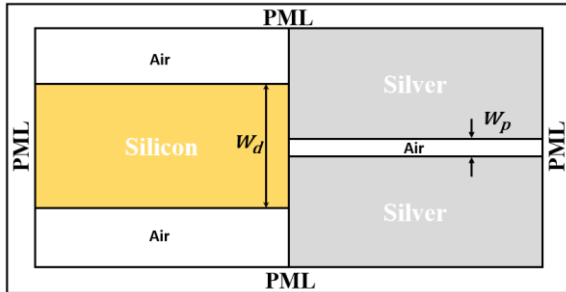 PML
Air
Silver
PML
Silicon
W_d
W_p
Air
PML
Air
Silver
PML